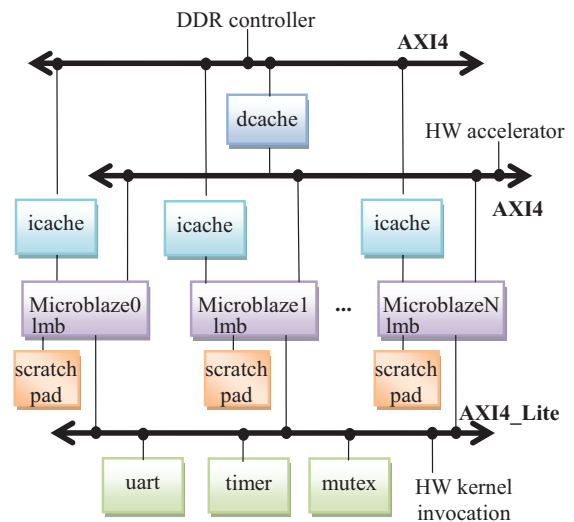 DDR controller
AXI4
dcache
HW accelerator
AXI4
icache
icache
icache
Microblaze0
lmb
Microblaze1
lmb
...
MicroblazeN
lmb
scratch
pad
scratch
pad
scratch
pad
AXI4_Lite
uart
timer
mutex
HW kernel
invocation